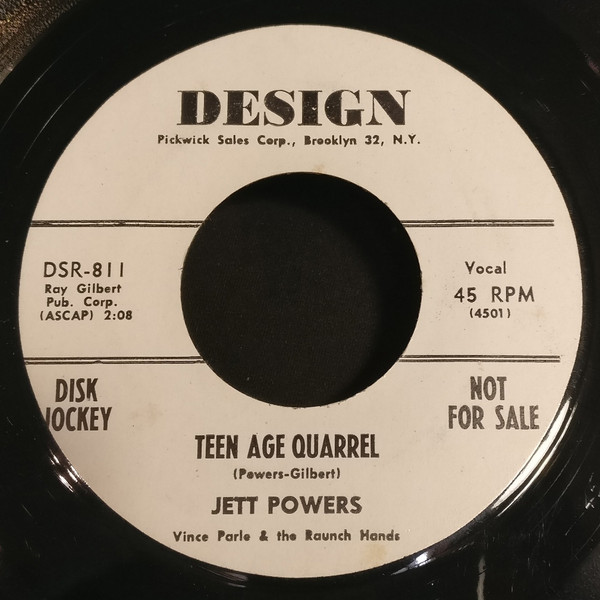 DESIGN
Pickwick Sales Corp., Brooklyn 32, N.Y.
DSR-811
Ray Gilbert
Pub. Corp.
(ASCAP) 2:08
Vocal
45 RPM
(4501)
DISK
JOCKEY
NOT
FOR SALE
TEEN AGE QUARREL
(Powers-Gilbert)
JETT POWERS
Vince Parle & the Raunch Hands